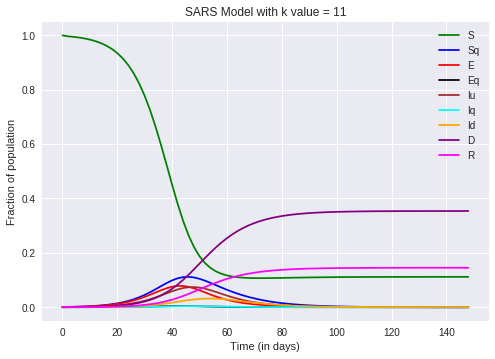 SARS Model with k value = 11
1.0
0.8
0.6
0.4
0.2
0.0
Fraction of population
S
Sq
E
Eq
Iu
Iq
Id
D
R
0 20 40 60 80 100 120 140
Time (in days)